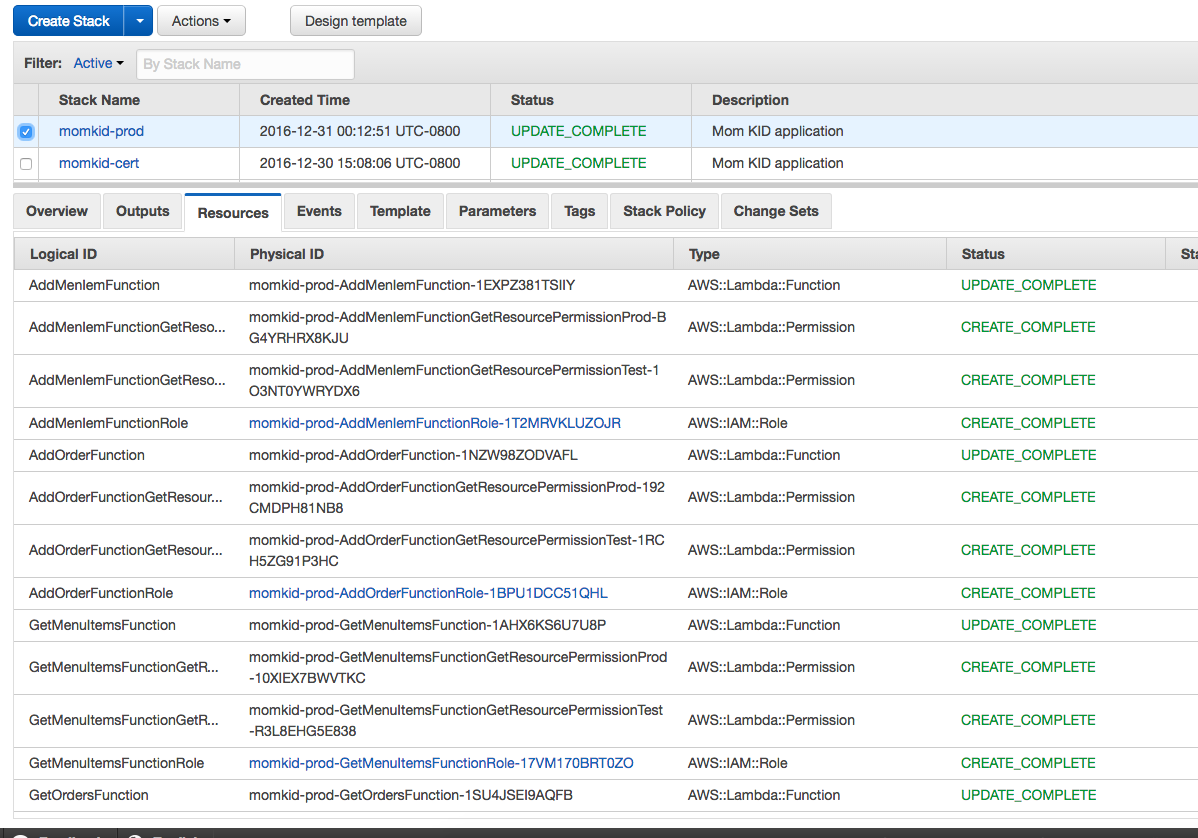 Create Stack Actions Design template
Filter: Active By Stack Name
Stack Name Created Time Status Description
momkid-prod 2016-12-31 00:12:51 UTC-0800 UPDATE_COMPLETE Mom KID application
momkid-cert 2016-12-30 15:08:06 UTC-0800 UPDATE_COMPLETE Mom KID application
Overview Outputs Resources Events Template Parameters Tags Stack Policy Change Sets
Logical ID Physical ID Type Status Sta
AddMenIemFunction momkid-prod-AddMenIemFunction-1EXPZ381TSIIY AWS::Lambda::Function UPDATE_COMPLETE
AddMenIemFunctionGetReso... momkid-prod-AddMenIemFunctionGetResourcePermissionProd-B AWS::Lambda::Permission CREATE_COMPLETE
G4YRHRX8KJU
AddMenIemFunctionGetReso... momkid-prod-AddMenIemFunctionGetResourcePermissionTest-1 AWS::Lambda::Permission CREATE_COMPLETE
O3NT0YWRYDX6
AddMenIemFunctionRole momkid-prod-AddMenIemFunctionRole-1T2MRVKLUZOJR AWS::IAM::Role CREATE_COMPLETE
AddOrderFunction momkid-prod-AddOrderFunction-1NZW98ZODVAFL AWS::Lambda::Function UPDATE_COMPLETE
AddOrderFunctionGetResour... momkid-prod-AddOrderFunctionGetResourcePermissionProd-192 AWS::Lambda::Permission CREATE_COMPLETE
CMDPH81NB8
AddOrderFunctionGetResour... momkid-prod-AddOrderFunctionGetResourcePermissionTest-1RC AWS::Lambda::Permission CREATE_COMPLETE
H5ZG91P3HC
AddOrderFunctionRole momkid-prod-AddOrderFunctionRole-1BPU1DCC51QHL AWS::IAM::Role CREATE_COMPLETE
GetMenuItemsFunction momkid-prod-GetMenuItemsFunction-1AHX6KS6U7U8P AWS::Lambda::Function UPDATE_COMPLETE
GetMenuItemsFunctionGetR... momkid-prod-GetMenuItemsFunctionGetResourcePermissionProd AWS::Lambda::Permission CREATE_COMPLETE
-10XIEX7BWVTKC
GetMenuItemsFunctionGetR... momkid-prod-GetMenuItemsFunctionGetResourcePermissionTest AWS::Lambda::Permission CREATE_COMPLETE
-R3L8EHG5E838
GetMenuItemsFunctionRole momkid-prod-GetMenuItemsFunctionRole-17VM170BRT0ZO AWS::IAM::Role CREATE_COMPLETE
GetOrdersFunction momkid-prod-GetOrdersFunction-1SU4JSEI9AQFB AWS::Lambda::Function UPDATE_COMPLETE